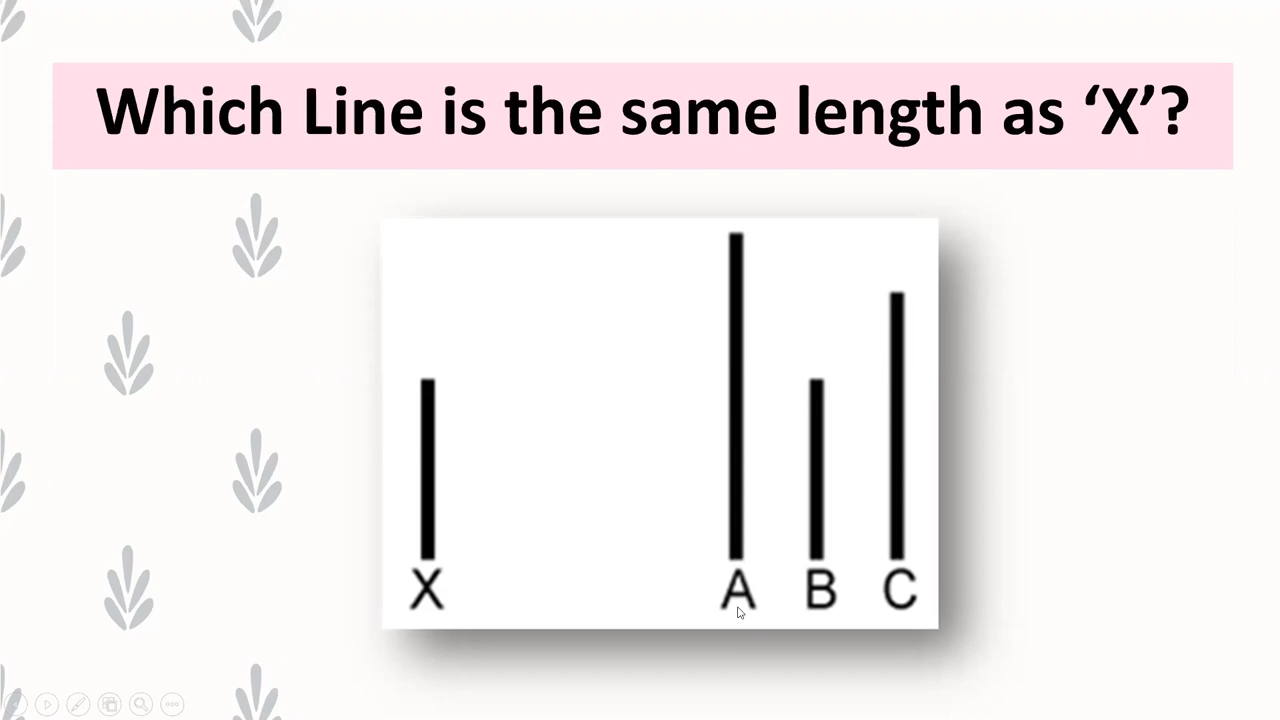 Which Line is the same length as ‘X’?
X A B C